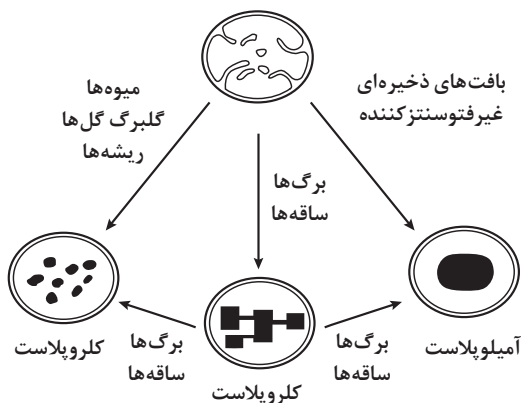 میوه‌ها
گلبرگ گل‌ها
ریشه‌ها
بافت‌های ذخیره‌ای
غیرفتوسنتزکننده
برگ‌ها
ساقه‌ها
کلروپلاست
برگ‌ها
ساقه‌ها
کلروپلاست
برگ‌ها
ساقه‌ها
آمیلوپلاست